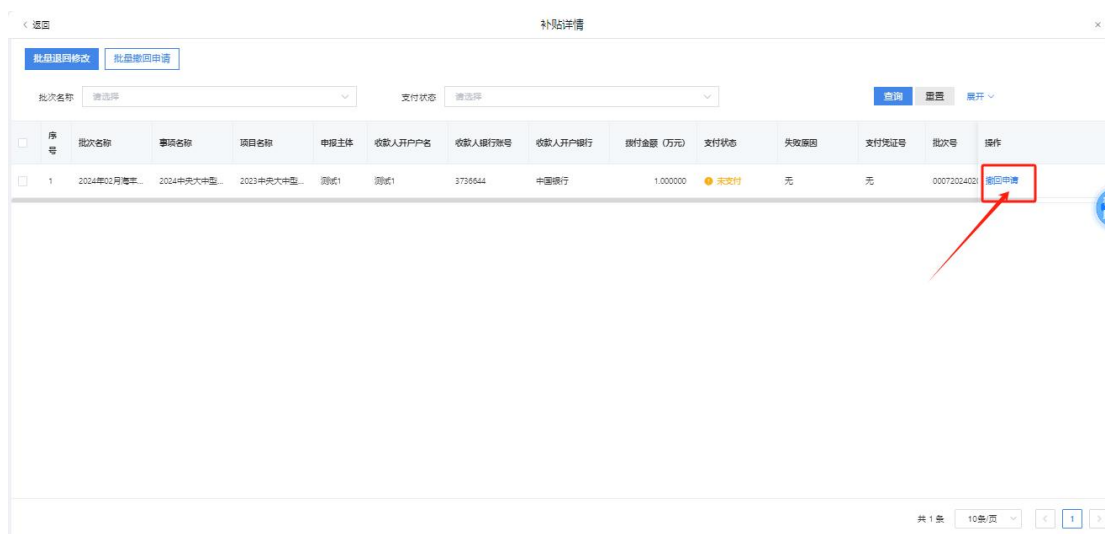 < 返回 补贴详情 ×
批量退回修改 批量撤回申请
批次名称 请选择 支付状态 请选择 查询 重置 展开
序号 批次名称 事项名称 项目名称 申报主体 收款人开户户名 收款人银行账号 收款人开户银行 拨付金额（万元） 支付状态 失败原因 支付凭证号 批次号 操作
1 2024年02月海丰... 2024中央大中型... 2023中央大中型... 测试1 测试1 3736644 中国银行 1.000000 未支付 无 无 0007202402 撤回申请
共 1 条 10条/页 < 1 >